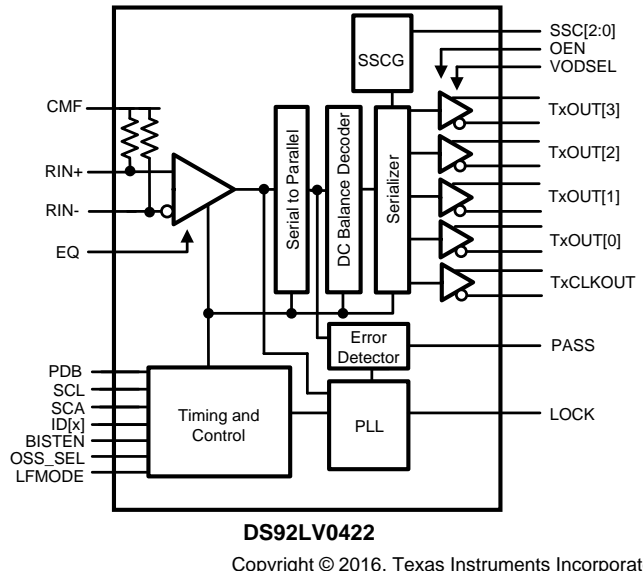 SSC[2:0]
OEN
VODSEL
SSCG
CMF
TxOUT[3]
RIN+
TxOUT[2]
RIN-
TxOUT[1]
EQ
TxOUT[0]
TxCLKOUT
Serial to Parallel
DC Balance Decoder
Serializer
Error
Detector
PASS
PDB
SCL
SCA
ID[x]
BISTEN
OSS_SEL
LFMODE
Timing and
Control
PLL
LOCK
DS92LV0422
Copyright © 2016, Texas Instruments Incorporat